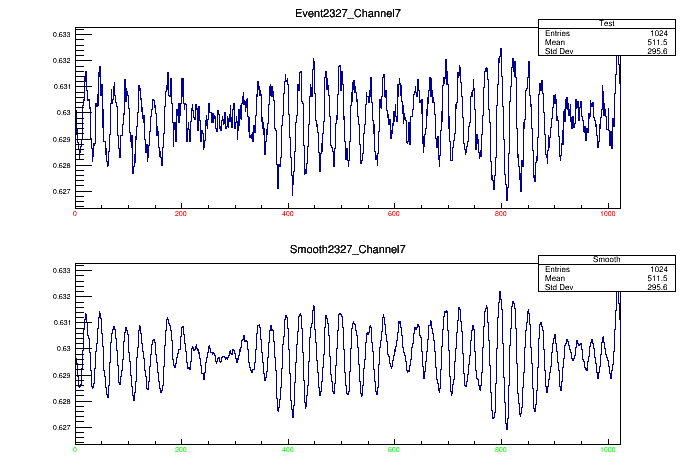 Event2327_Channel7
Test
Entries 1024
Mean 511.5
Std Dev 295.6
0.633
0.632
0.631
0.63
0.629
0.628
0.627
0 200 400 600 800 1000
Smooth2327_Channel7
Smooth
Entries 1024
Mean 511.5
Std Dev 295.6
0.633
0.632
0.631
0.63
0.629
0.628
0.627
0 200 400 600 800 1000